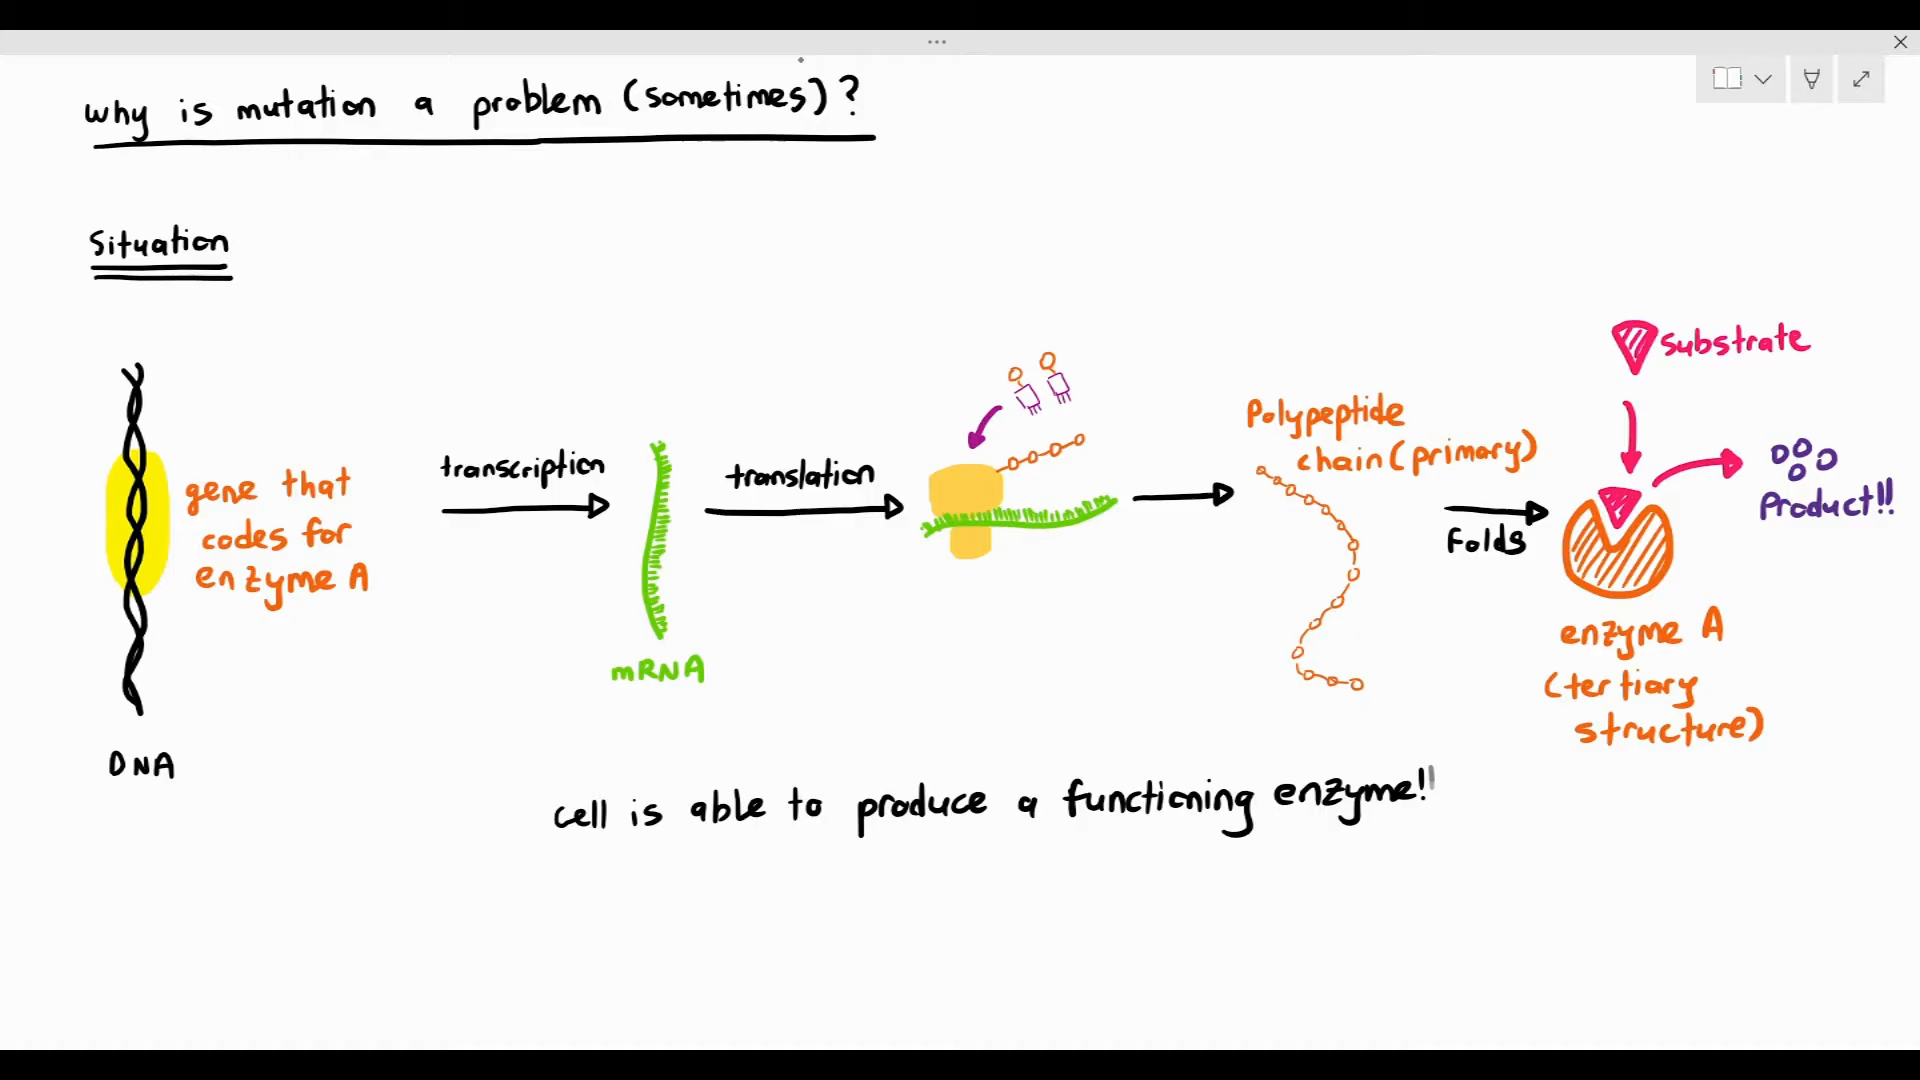 why is mutation a problem (sometimes)?
Situation
substrate
Polypeptide
chain (primary)
transcription
translation
gene that
codes for
enzyme A
Product!!
Folds
enzyme A
(tertiary
structure)
mRNA
DNA
cell is able to produce a functioning enzyme!!